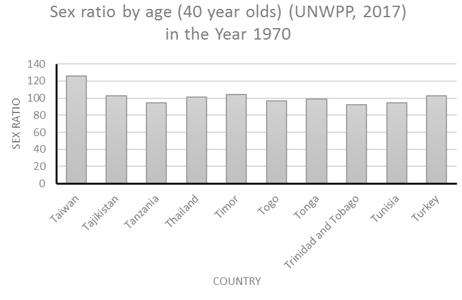 Sex ratio by age (40 year olds) (UNWPP, 2017)
in the Year 1970
140
120
100
80
60
40
20
0
SEX RATIO
Taiwan
Tajikistan
Tanzania
Thailand
Timor
Togo
Tonga
Trinidad and Tobago
Tunisia
Turkey
COUNTRY